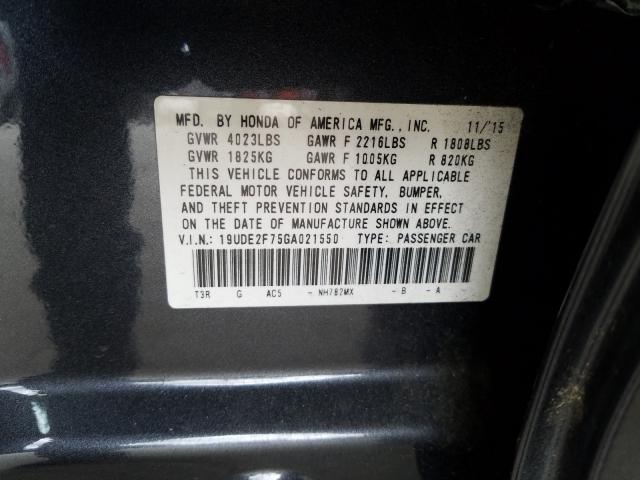 MFD. BY HONDA OF AMERICA MFG., INC. 11/'15
GVWR 4023LBS GAWR F 2216LBS R 1808LBS
GVWR 1825KG GAWR F 1005KG R 820KG
THIS VEHICLE CONFORMS TO ALL APPLICABLE
FEDERAL MOTOR VEHICLE SAFETY, BUMPER,
AND THEFT PREVENTION STANDARDS IN EFFECT
ON THE DATE OF MANUFACTURE SHOWN ABOVE.
V.I.N.: 19UDE2F75GA021550 TYPE: PASSENGER CAR
T3R G AC5 - NH782MX - B - A -